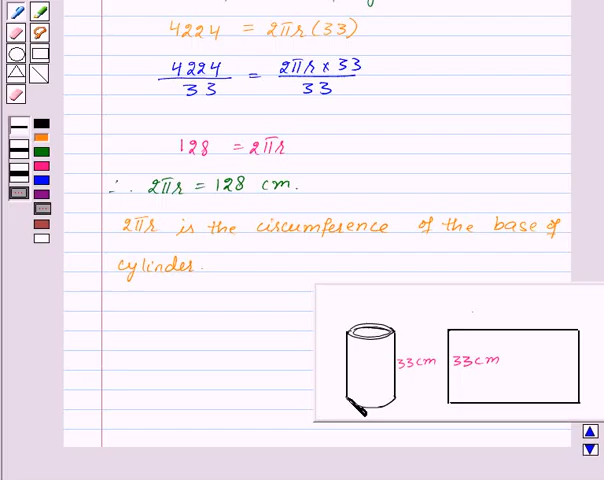 4224 = 2πr (33)
4224/33 = 2πr × 33/33
128 = 2πr
∴ 2πr = 128 cm.
2πr is the circumference of the base of
cylinder.
33cm 33cm